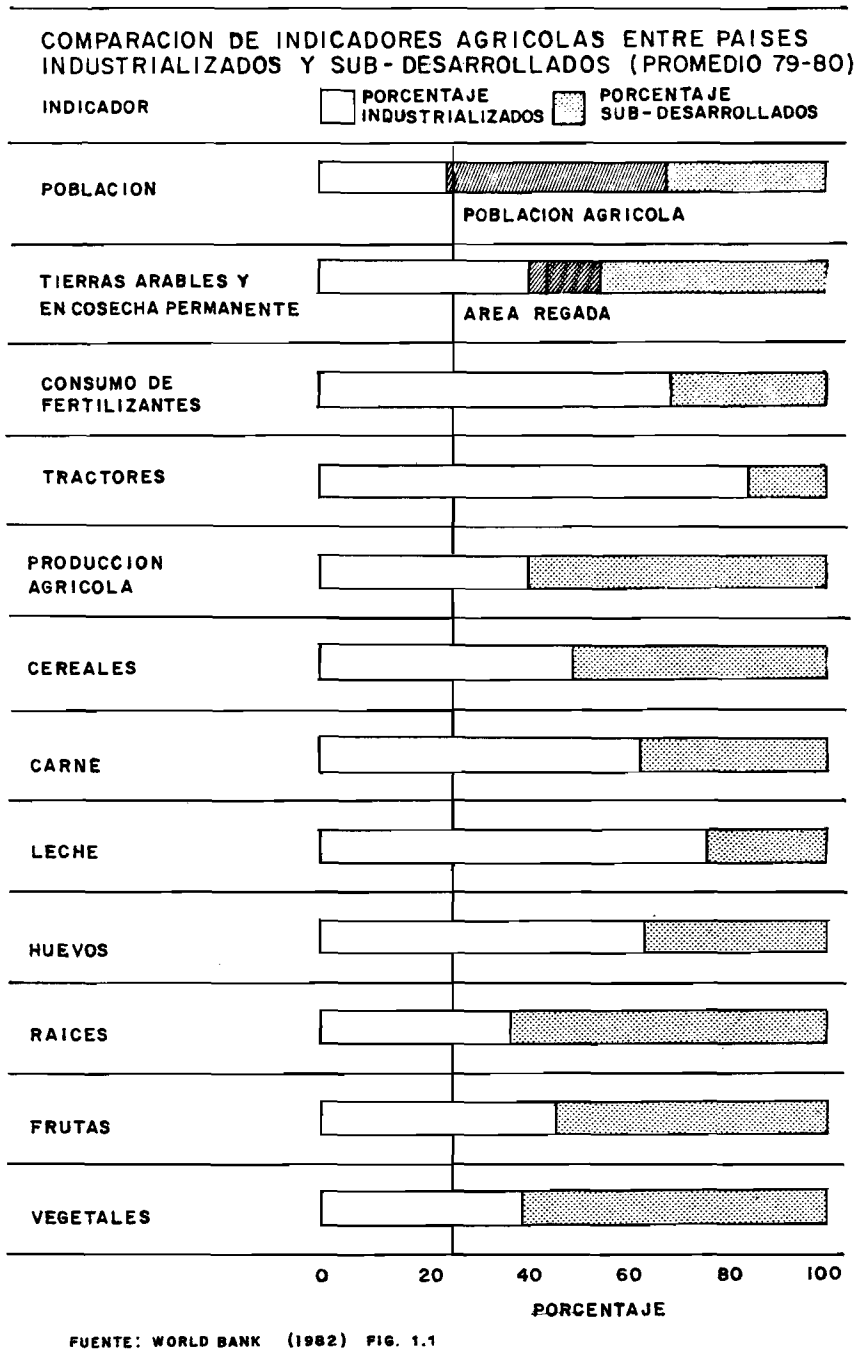 COMPARACION DE INDICADORES AGRICOLAS ENTRE PAISES
INDUSTRIALIZADOS Y SUB-DESARROLLADOS (PROMEDIO 79-80)
INDICADOR
PORCENTAJE
INDUSTRIALIZADOS
PORCENTAJE
SUB-DESARROLLADOS
POBLACION
POBLACION AGRICOLA
TIERRAS ARABLES Y
EN COSECHA PERMANENTE
AREA REGADA
CONSUMO DE
FERTILIZANTES
TRACTORES
PRODUCCION
AGRICOLA
CEREALES
CARNE
LECHE
HUEVOS
RAICES
FRUTAS
VEGETALES
0 20 40 60 80 100
PORCENTAJE
FUENTE: WORLD BANK (1982) FIG. 1.1